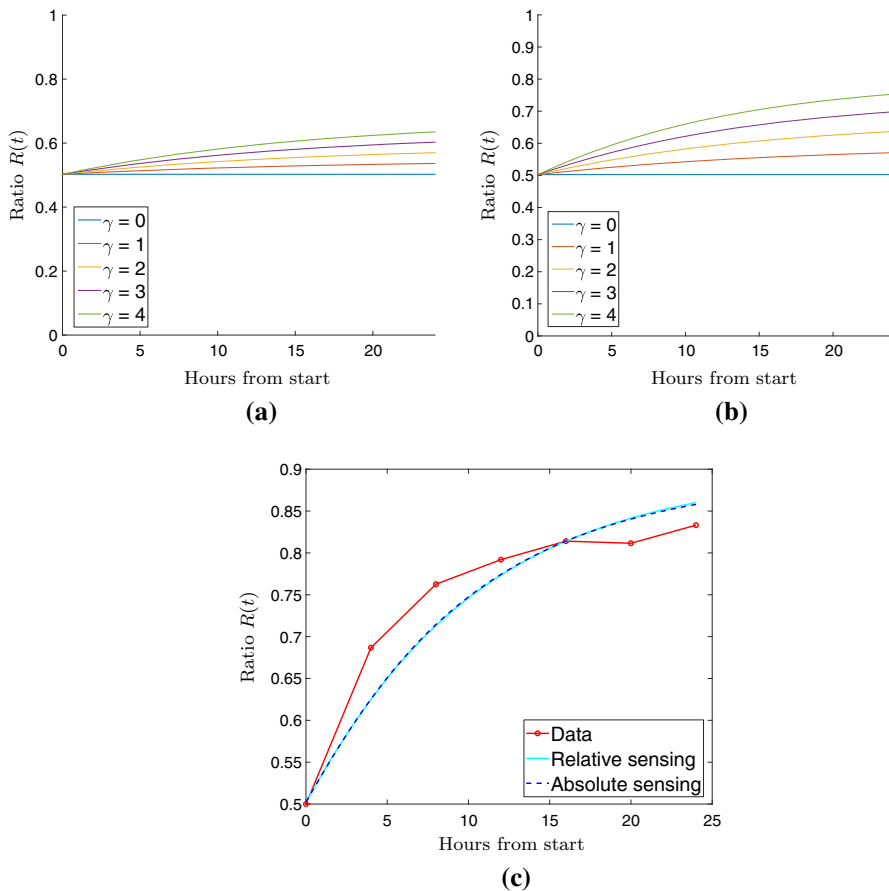 1
0.8
0.6
0.4
0.2
0
Ratio R(t)
γ = 0
γ = 1
γ = 2
γ = 3
γ = 4
0 5 10 15 20
Hours from start
(a)
1
0.9
0.8
0.7
0.6
0.5
0.4
0.3
0.2
0.1
0
Ratio R(t)
γ = 0
γ = 1
γ = 2
γ = 3
γ = 4
0 5 10 15 20
Hours from start
(b)
0.9
0.85
0.8
0.75
0.7
0.65
0.6
0.55
0.5
Ratio R(t)
Data
Relative sensing
Absolute sensing
0 5 10 15 20 25
Hours from start
(c)